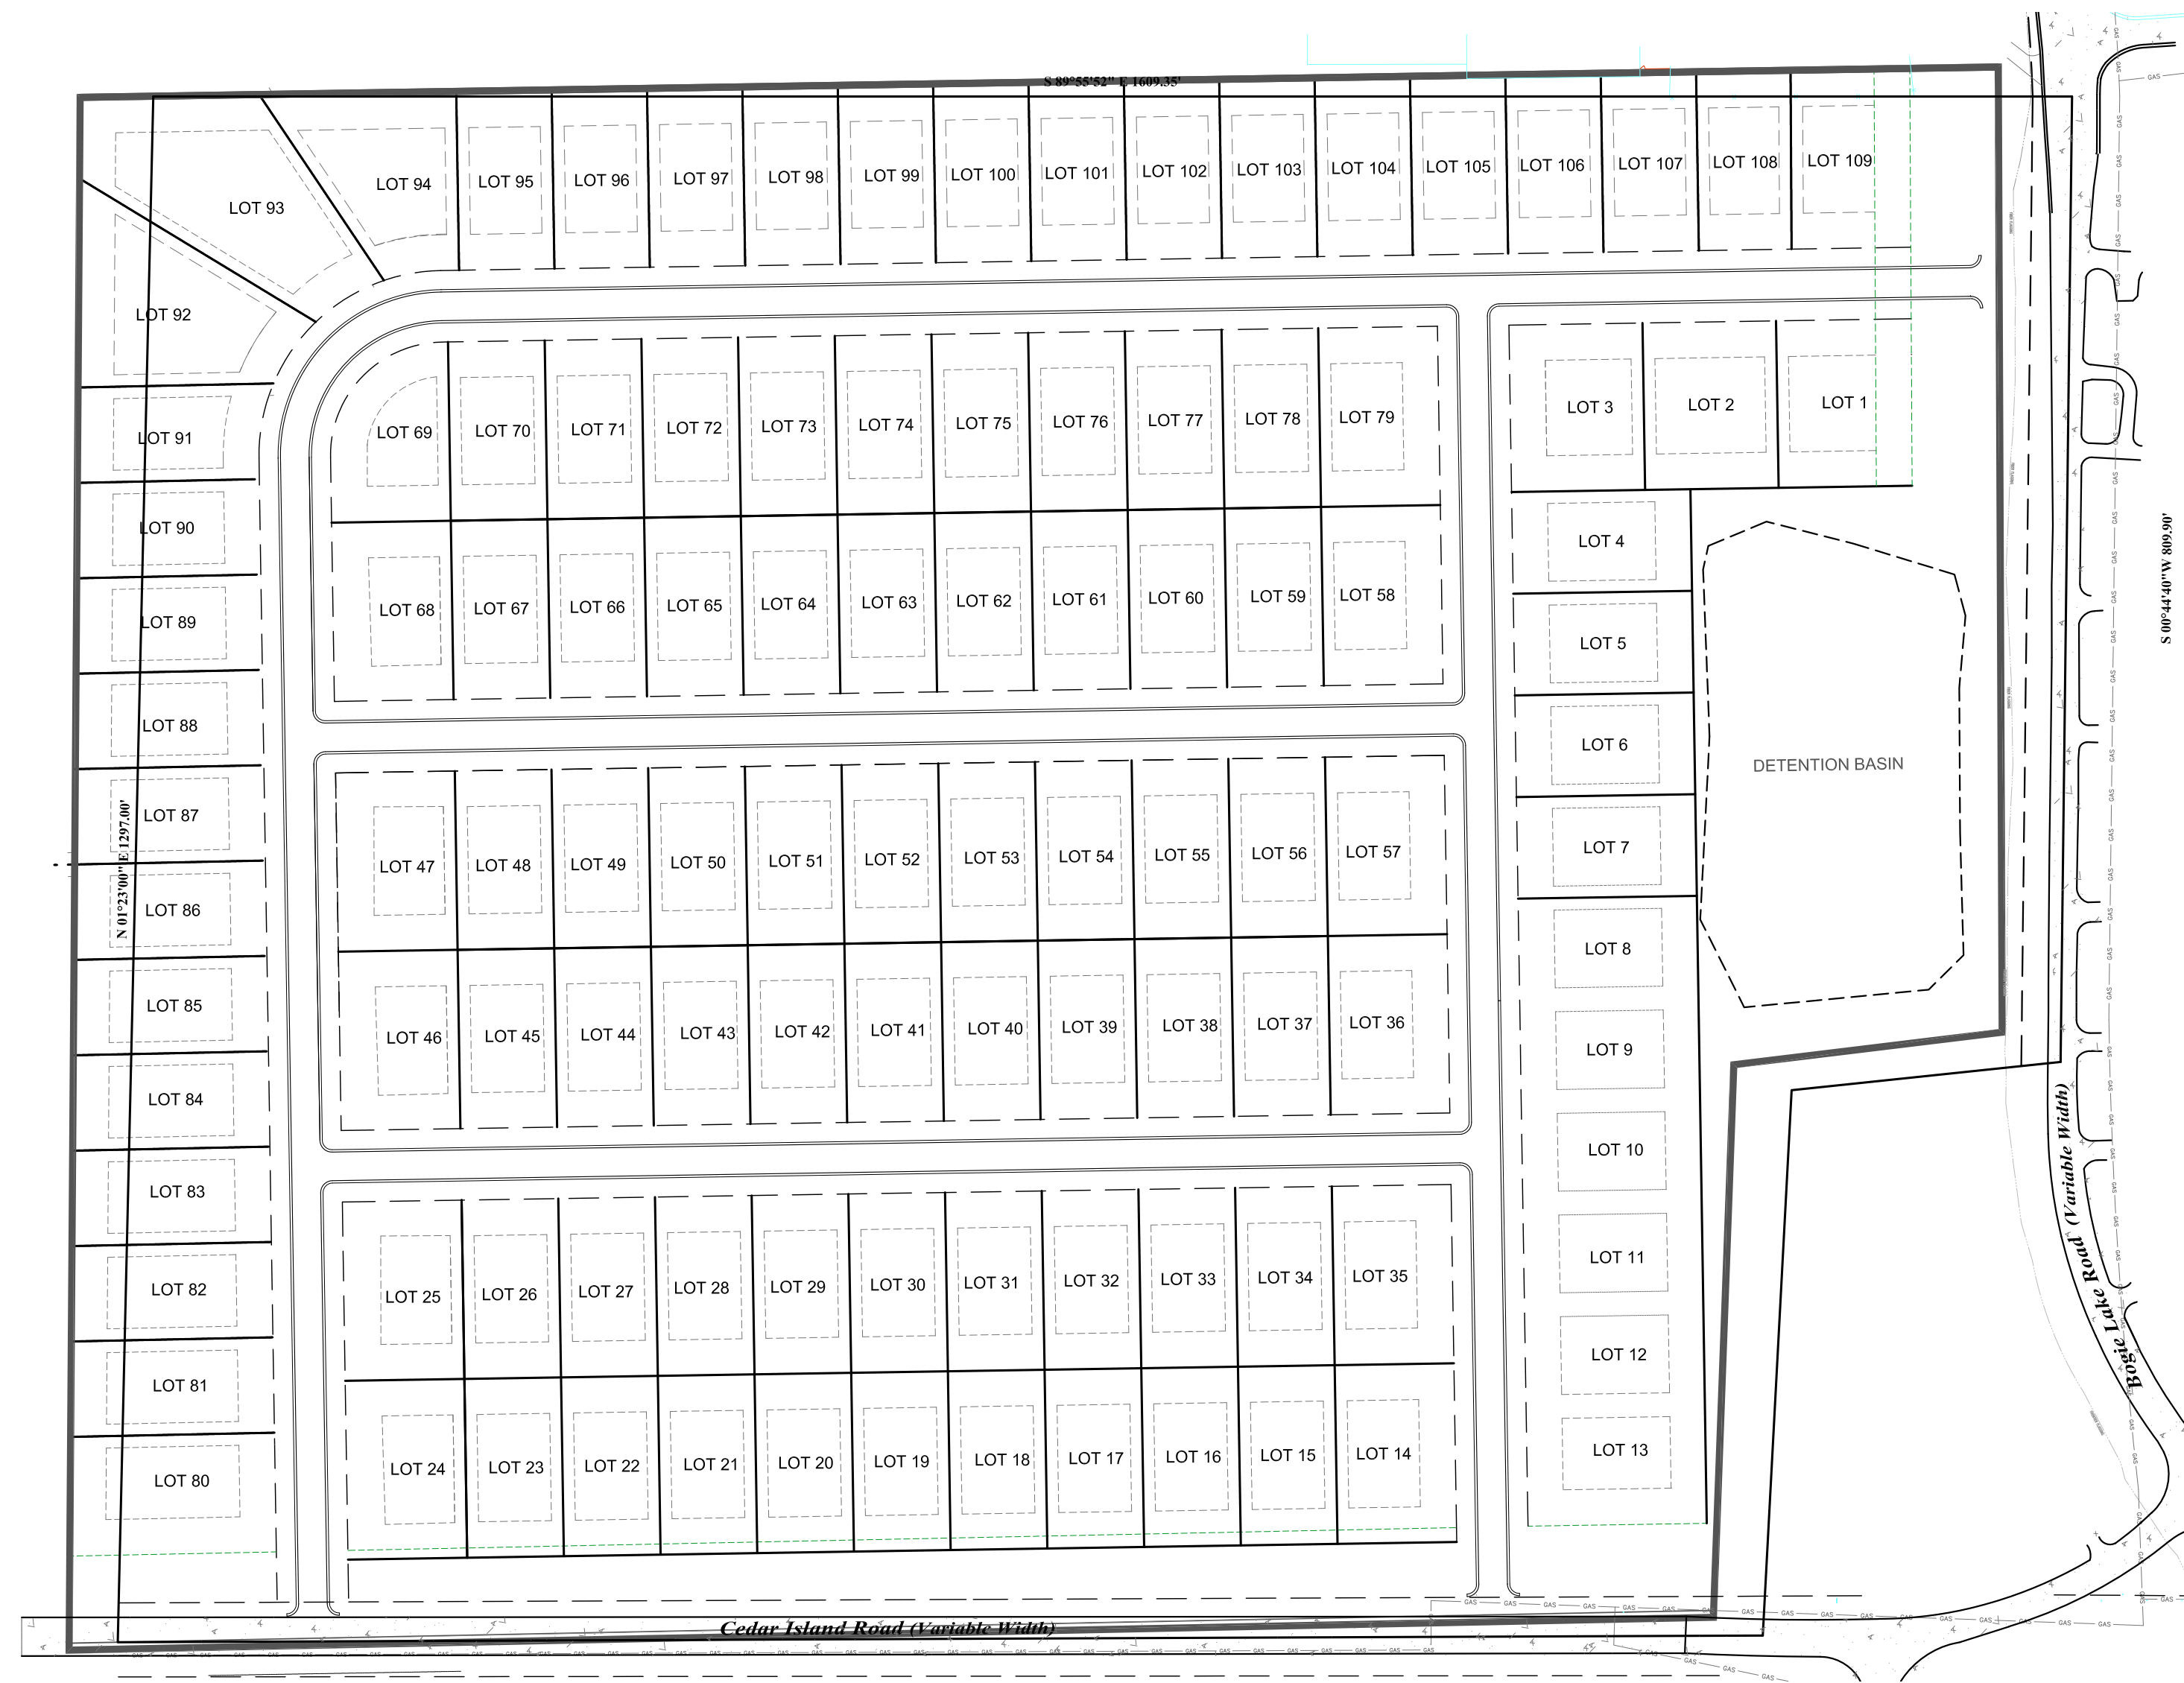 S 89°55'52" E 1609.35'
LOT 94
LOT 95
LOT 96
LOT 97
LOT 98
LOT 99
LOT 100
LOT 101
LOT 102
LOT 103
LOT 104
LOT 105
LOT 106
LOT 107
LOT 108
LOT 109
LOT 93
LOT 92
LOT 91
LOT 90
LOT 89
LOT 88
LOT 87
LOT 86
LOT 85
LOT 84
LOT 83
LOT 82
LOT 81
LOT 80
N 01°23'00" E 1297.00'
LOT 69
LOT 70
LOT 71
LOT 72
LOT 73
LOT 74
LOT 75
LOT 76
LOT 77
LOT 78
LOT 79
LOT 68
LOT 67
LOT 66
LOT 65
LOT 64
LOT 63
LOT 62
LOT 61
LOT 60
LOT 59
LOT 58
LOT 47
LOT 48
LOT 49
LOT 50
LOT 51
LOT 52
LOT 53
LOT 54
LOT 55
LOT 56
LOT 57
LOT 46
LOT 45
LOT 44
LOT 43
LOT 42
LOT 41
LOT 40
LOT 39
LOT 38
LOT 37
LOT 36
LOT 25
LOT 26
LOT 27
LOT 28
LOT 29
LOT 30
LOT 31
LOT 32
LOT 33
LOT 34
LOT 35
LOT 24
LOT 23
LOT 22
LOT 21
LOT 20
LOT 19
LOT 18
LOT 17
LOT 16
LOT 15
LOT 14
LOT 3
LOT 2
LOT 1
LOT 4
LOT 5
LOT 6
LOT 7
LOT 8
LOT 9
LOT 10
LOT 11
LOT 12
LOT 13
DETENTION BASIN
S 00°44'40"W 809.90'
Bogie Lake Road (Variable Width)
Cedar Island Road (Variable Width)
GAS
GAS
GAS
GAS